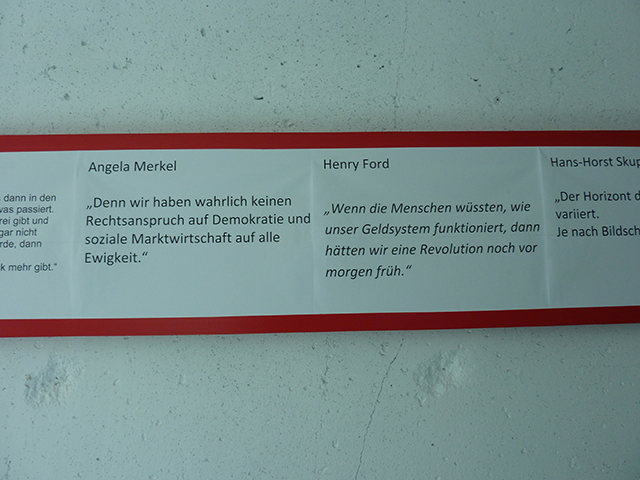 dann in den
was passiert.
rei gibt und
gar nicht
rde, dann
k mehr gibt.“
Angela Merkel
„Denn wir haben wahrlich keinen
Rechtsanspruch auf Demokratie und
soziale Marktwirtschaft auf alle
Ewigkeit.“
Henry Ford
„Wenn die Menschen wüssten, wie
unser Geldsystem funktioniert, dann
hätten wir eine Revolution noch vor
morgen früh.“
Hans-Horst Skup
„Der Horizont d
variiert.
Je nach Bildsch